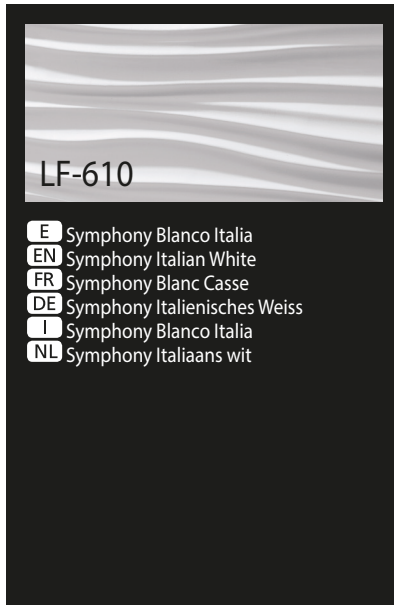 LF-610
E Symphony Blanco Italia
EN Symphony Italian White
FR Symphony Blanc Casse
DE Symphony Italienisches Weiss
I Symphony Blanco Italia
NL Symphony Italiaans wit